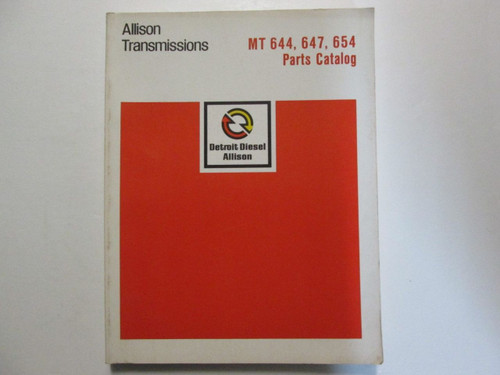 Allison
Transmissions
MT 644, 647, 654
Parts Catalog
Detroit Diesel
Allison